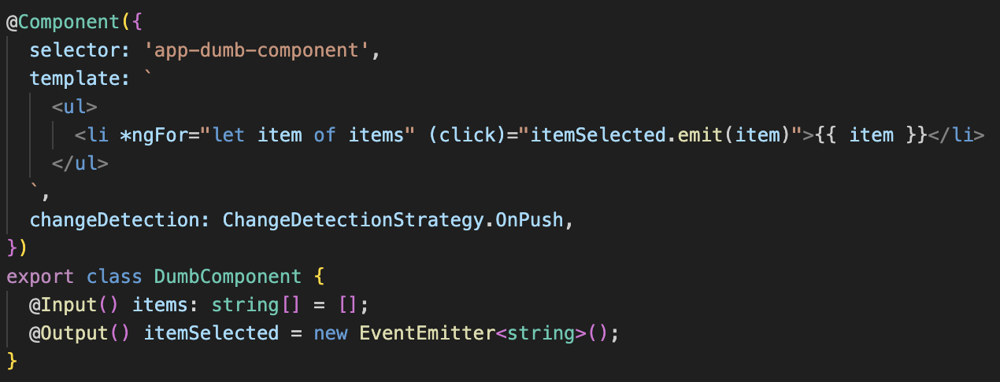 @Component({
  selector: 'app-dumb-component',
  template: `
    <ul>
      <li *ngFor="let item of items" (click)="itemSelected.emit(item)">{{ item }}</li>
    </ul>
  `,
  changeDetection: ChangeDetectionStrategy.OnPush,
})
export class DumbComponent {
  @Input() items: string[] = [];
  @Output() itemSelected = new EventEmitter<string>();
}